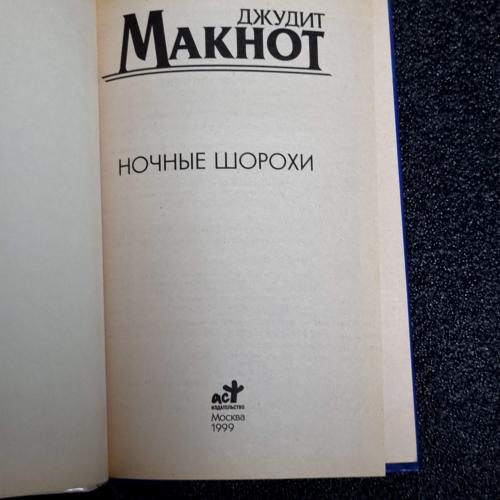 ДЖУДИТ
МАКНОТ
НОЧНЫЕ ШОРОХИ
аст
ИЗДАТЕЛЬСТВО
Москва
1999